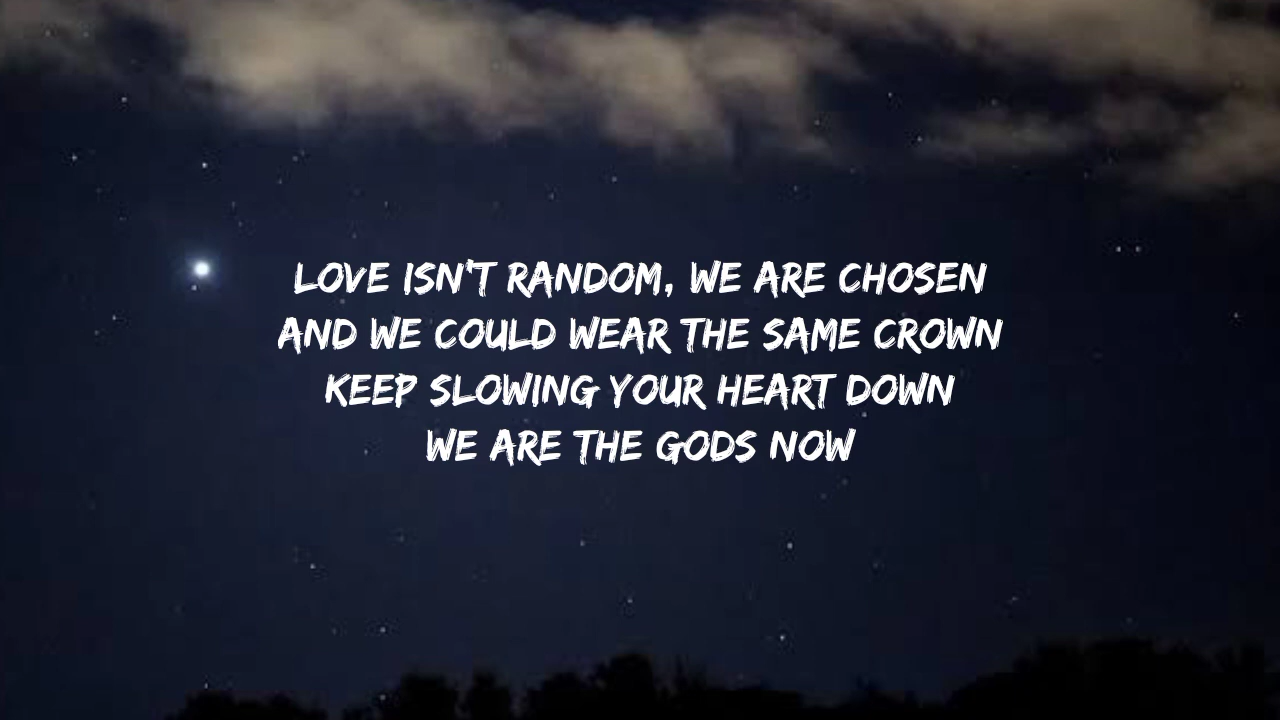 LOVE ISN'T RANDOM, WE ARE CHOSEN
AND WE COULD WEAR THE SAME CROWN
KEEP SLOWING YOUR HEART DOWN
WE ARE THE GODS NOW